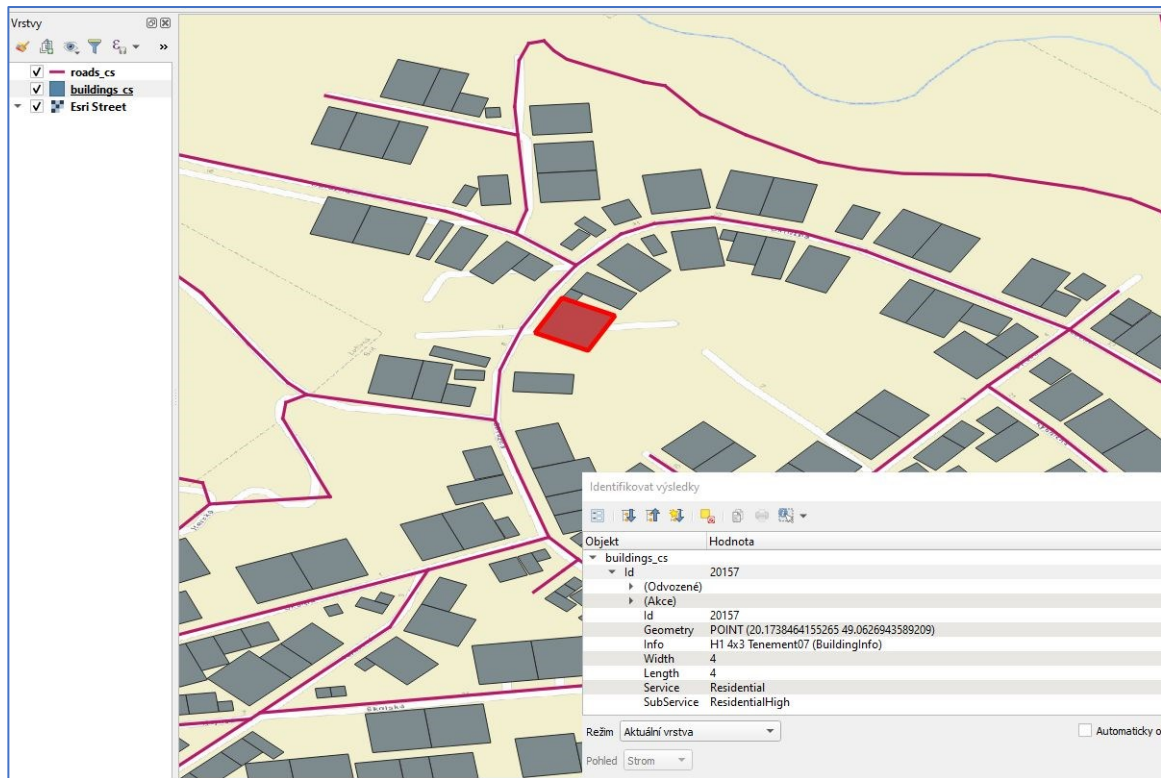 Vrstvy
»
roads_cs
buildings_cs
Esri Street
Školská
Identifikovat výsledky
Objekt Hodnota
buildings_cs
Id 20157
(Odvozené)
(Akce)
Id 20157
Geometry POINT (20.1738464155265 49.0626943589209)
Info H1 4x3 Tenement07 (BuildingInfo)
Width 4
Length 4
Service Residential
SubService ResidentialHigh
Režim Aktuální vrstva
Automaticky o
Pohled Strom